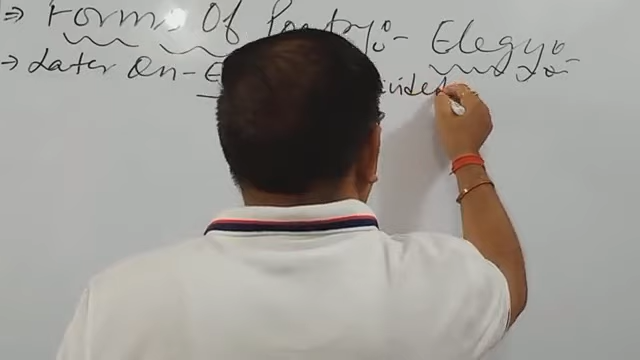 ⇒ Forms Of Poetry:- Elegy:-
→ Later On- E